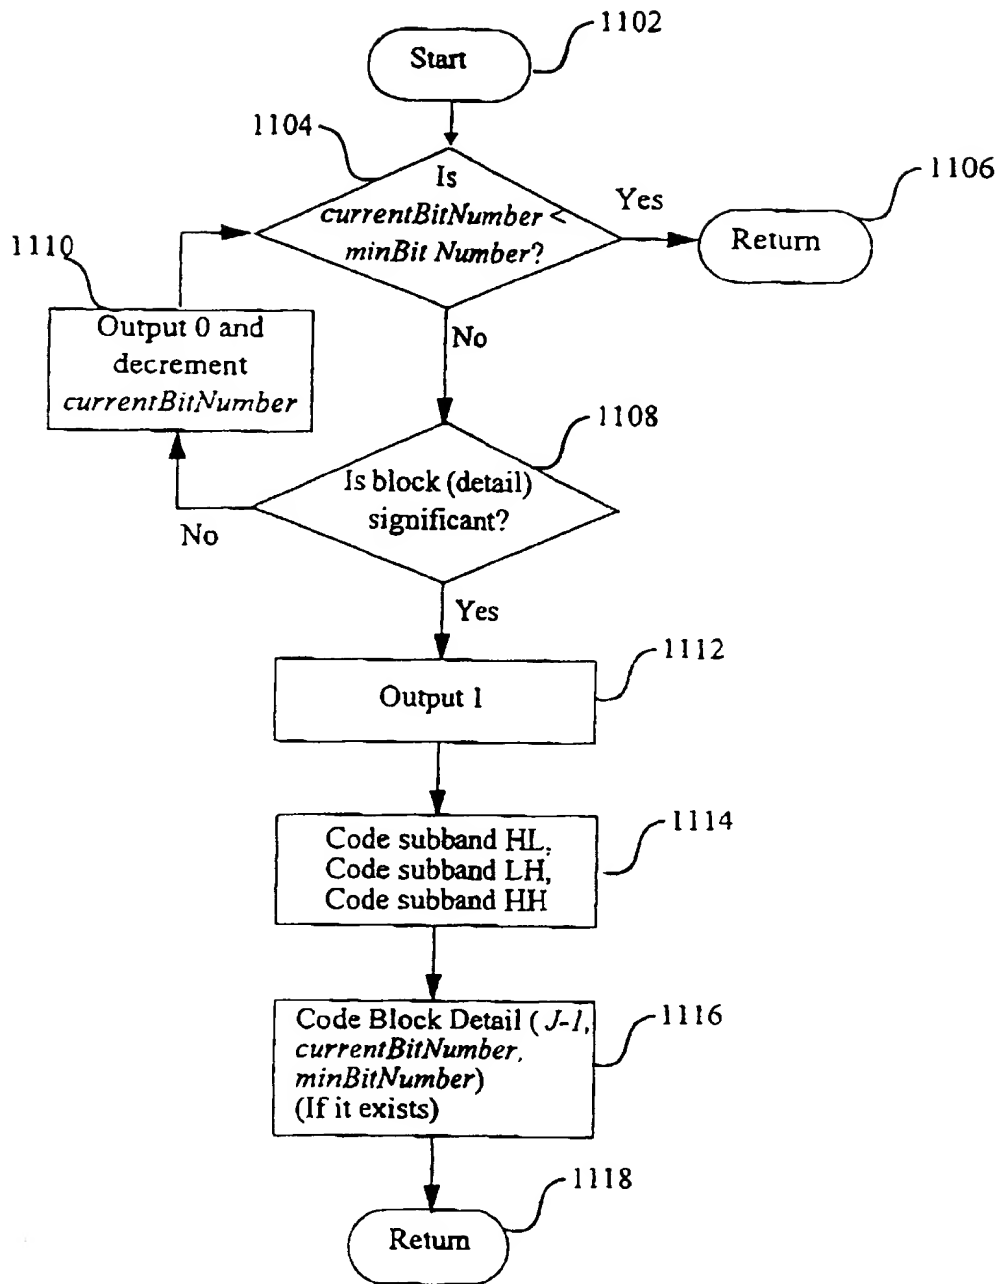 1102
Start
1104
Is
currentBitNumber <
minBit Number?
Yes
1106
Return
1110
Output 0 and
decrement
currentBitNumber
No
1108
Is block (detail)
significant?
No
Yes
1112
Output 1
1114
Code subband HL,
Code subband LH,
Code subband HH
1116
Code Block Detail ( J-1,
currentBitNumber,
minBitNumber)
(If it exists)
1118
Return